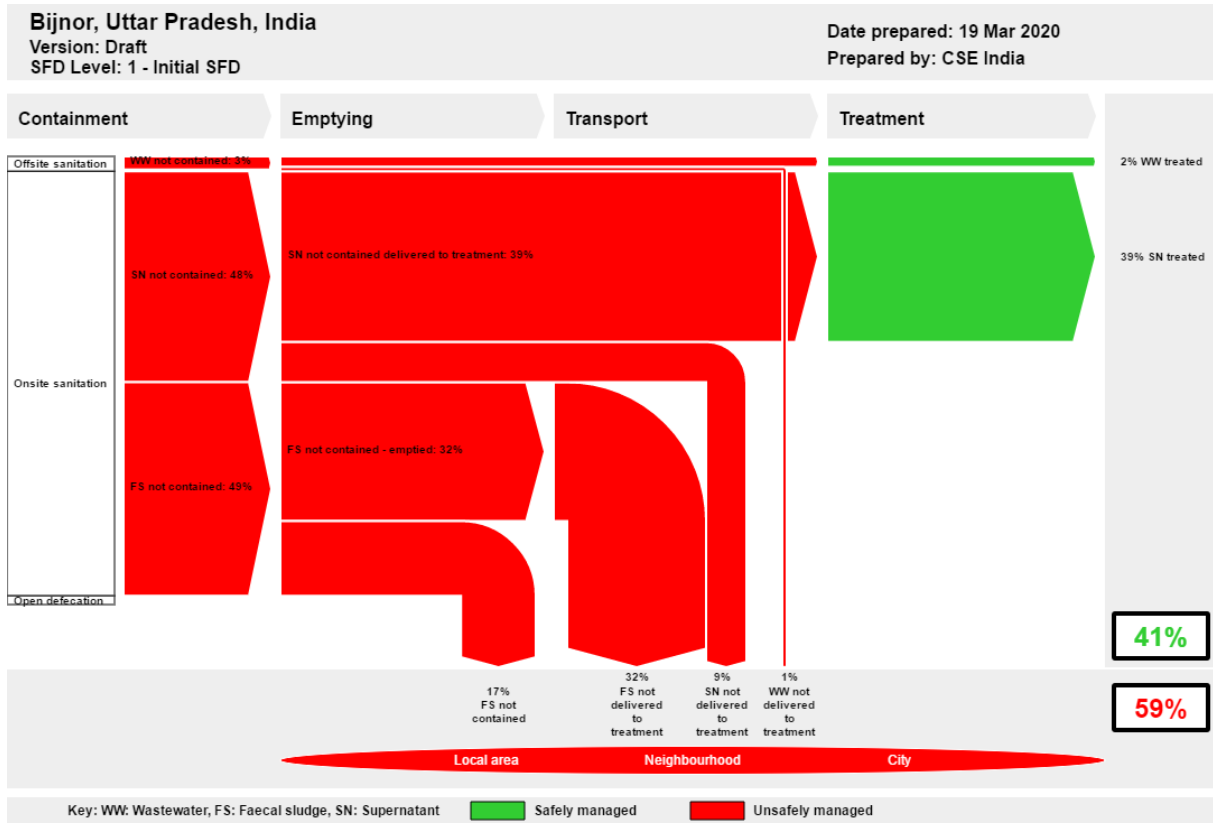 Bijnor, Uttar Pradesh, India
Version: Draft
SFD Level: 1 - Initial SFD
Date prepared: 19 Mar 2020
Prepared by: CSE India
Containment
Emptying
Transport
Treatment
Offsite sanitation
WW not contained: 3%
2% WW treated
SN not contained delivered to treatment: 39%
39% SN treated
SN not contained: 48%
Onsite sanitation
FS not contained - emptied: 32%
FS not contained: 49%
Open defecation
41%
17%
FS not
contained
32%
FS not
delivered
to
treatment
9%
SN not
delivered
to
treatment
1%
WW not
delivered
to
treatment
59%
Local area
Neighbourhood
City
Key: WW: Wastewater, FS: Faecal sludge, SN: Supernatant
Safely managed
Unsafely managed